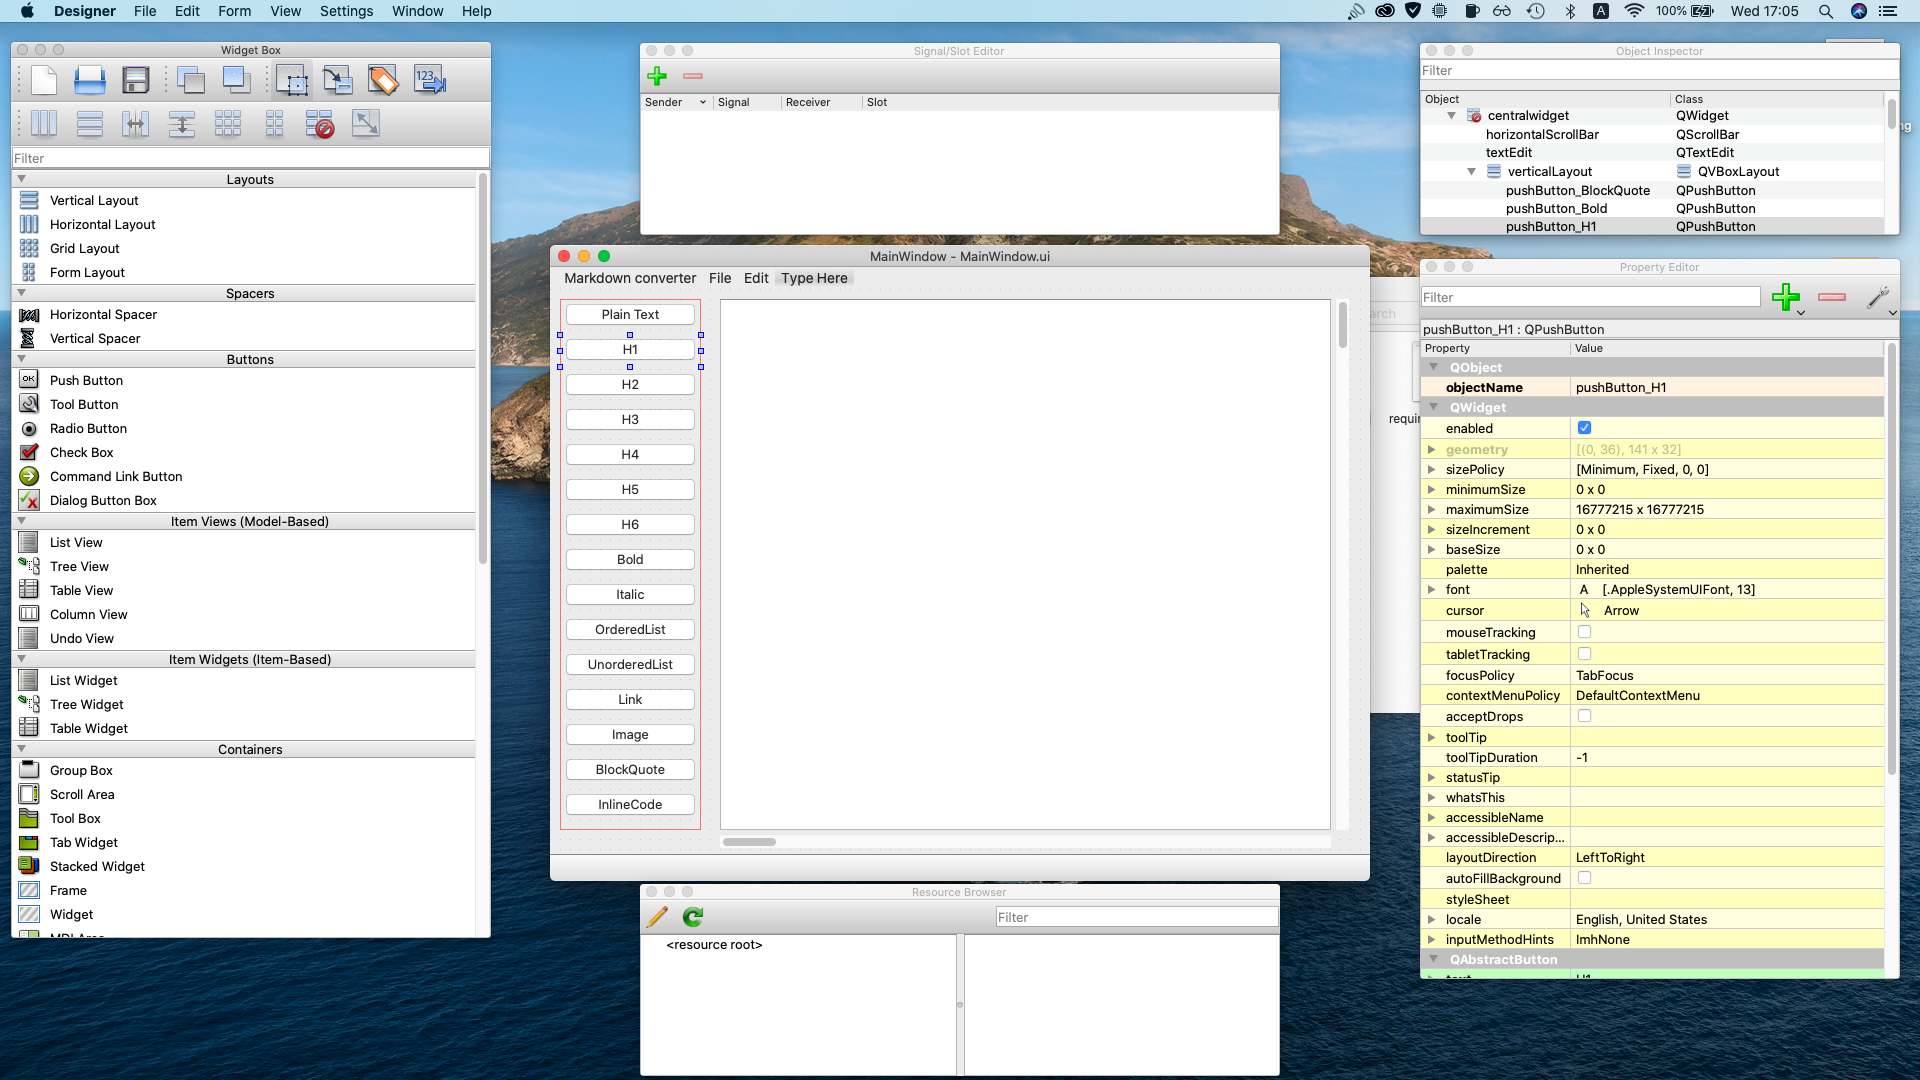 Designer File Edit Form View Settings Window Help
A 100% Wed 17:05
Widget Box
123
Filter
Layouts
Vertical Layout
Horizontal Layout
Grid Layout
Form Layout
Spacers
Horizontal Spacer
Vertical Spacer
Buttons
OK Push Button
Tool Button
Radio Button
Check Box
Command Link Button
Dialog Button Box
Item Views (Model-Based)
List View
Tree View
Table View
Column View
Undo View
Item Widgets (Item-Based)
List Widget
Tree Widget
Table Widget
Containers
Group Box
Scroll Area
Tool Box
Tab Widget
Stacked Widget
Frame
Widget
MDI Area
Signal/Slot Editor
Sender Signal Receiver Slot
MainWindow - MainWindow.ui
Markdown converter File Edit Type Here
Plain Text
H1
H2
H3
H4
H5
H6
Bold
Italic
OrderedList
UnorderedList
Link
Image
BlockQuote
InlineCode
arch
requir
Resource Browser
Filter
<resource root>
Object Inspector
Filter
Object Class
centralwidget QWidget
horizontalScrollBar QScrollBar
textEdit QTextEdit
verticalLayout QVBoxLayout
pushButton_BlockQuote QPushButton
pushButton_Bold QPushButton
pushButton_H1 QPushButton
ng
Property Editor
Filter
pushButton_H1 : QPushButton
Property Value
QObject
objectName pushButton_H1
QWidget
enabled
geometry [(0, 36), 141 x 32]
sizePolicy [Minimum, Fixed, 0, 0]
minimumSize 0 x 0
maximumSize 16777215 x 16777215
sizeIncrement 0 x 0
baseSize 0 x 0
palette Inherited
font A [.AppleSystemUIFont, 13]
cursor Arrow
mouseTracking
tabletTracking
focusPolicy TabFocus
contextMenuPolicy DefaultContextMenu
acceptDrops
toolTip
toolTipDuration -1
statusTip
whatsThis
accessibleName
accessibleDescrip...
layoutDirection LeftToRight
autoFillBackground
styleSheet
locale English, United States
inputMethodHints ImhNone
QAbstractButton
text H1